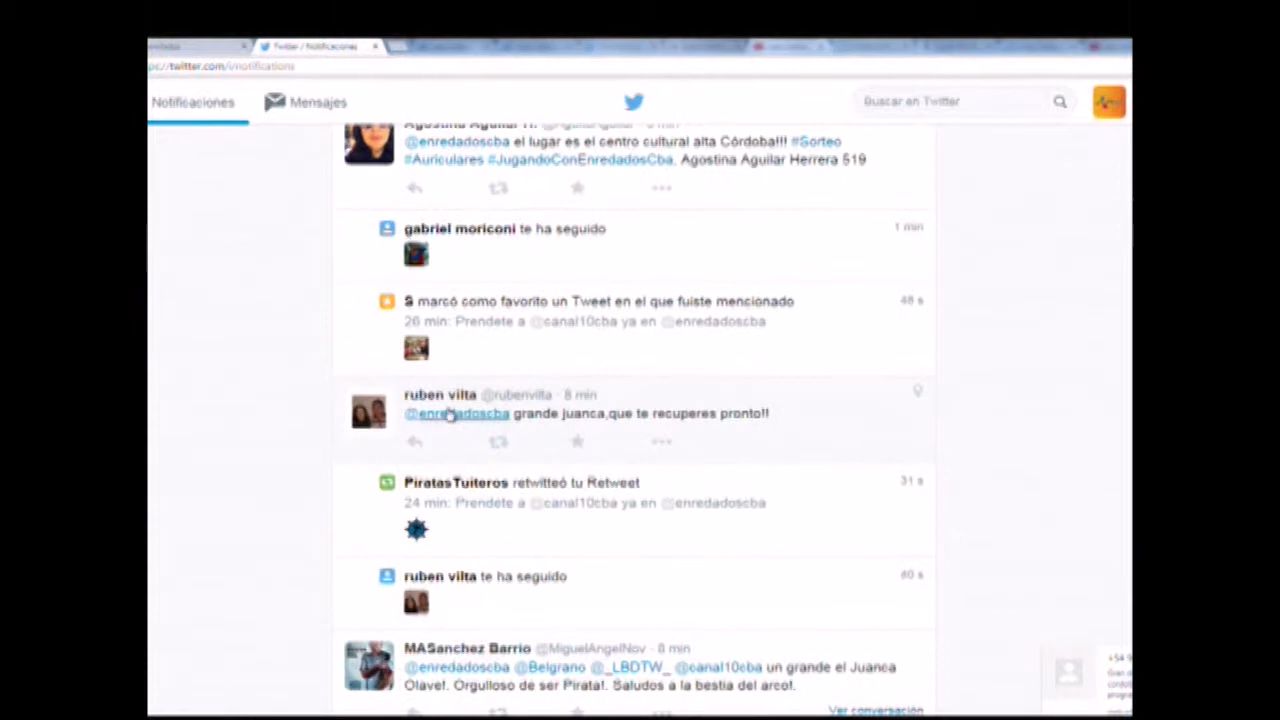 Twitter / Notificaciones
://twitter.com/i/notifications
Notificaciones
Mensajes
Buscar en Twitter
Agostina Aguilar H.
@enredadoscba el lugar es el centro cultural alta Córdoba!!! #Sorteo
#Auriculares #JugandoConEnredadosCba. Agostina Aguilar Herrera 519
gabriel moriconi te ha seguido
1 min
S marcó como favorito un Tweet en el que fuiste mencionado
48 s
26 min: Prendete a @canal10cba ya en @enredadoscba
ruben vilta @rubenvilta · 8 min
@enredadoscba grande juanca,que te recuperes pronto!!
PiratasTuiteros retwitteó tu Retweet
31 s
24 min: Prendete a @canal10cba ya en @enredadoscba
ruben vilta te ha seguido
60 s
MASanchez Barrio @MiguelAngelNov · 8 min
@enredadoscba @Belgrano @_LBDTW_ @canal10cba un grande el Juanca
Olave!. Orgulloso de ser Pirata!. Saludos a la bestia del arco!.
Ver conversación